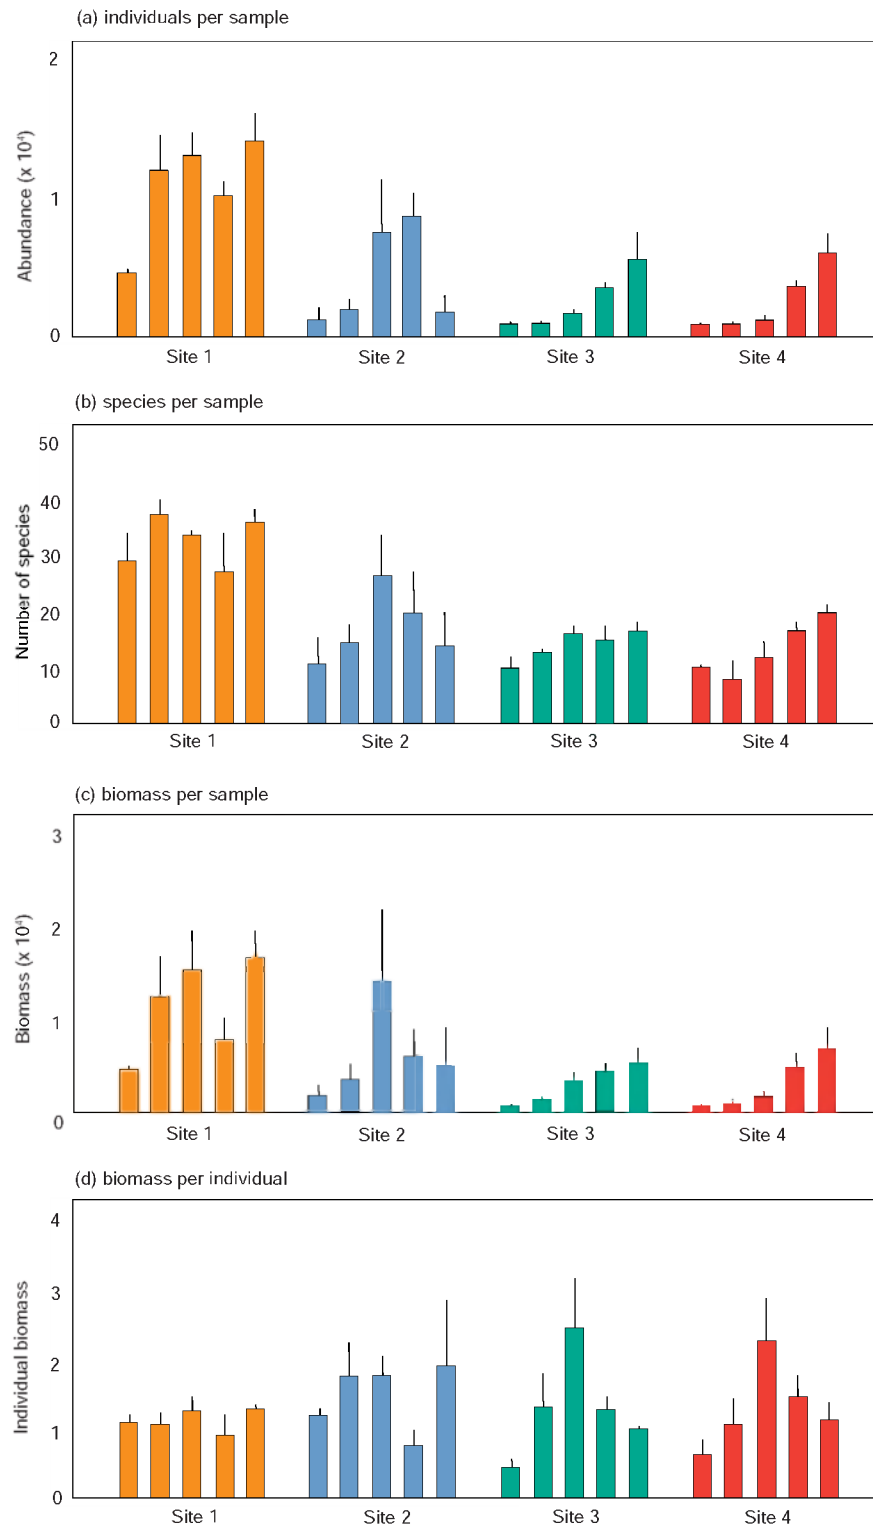 (a) individuals per sample
2
1
0
Abundance (x 10⁴)
Site 1 Site 2 Site 3 Site 4
(b) species per sample
50
40
30
20
10
0
Number of species
Site 1 Site 2 Site 3 Site 4
(c) biomass per sample
3
2
1
0
Biomass (x 10⁴)
Site 1 Site 2 Site 3 Site 4
(d) biomass per individual
4
3
2
1
0
Individual biomass
Site 1 Site 2 Site 3 Site 4